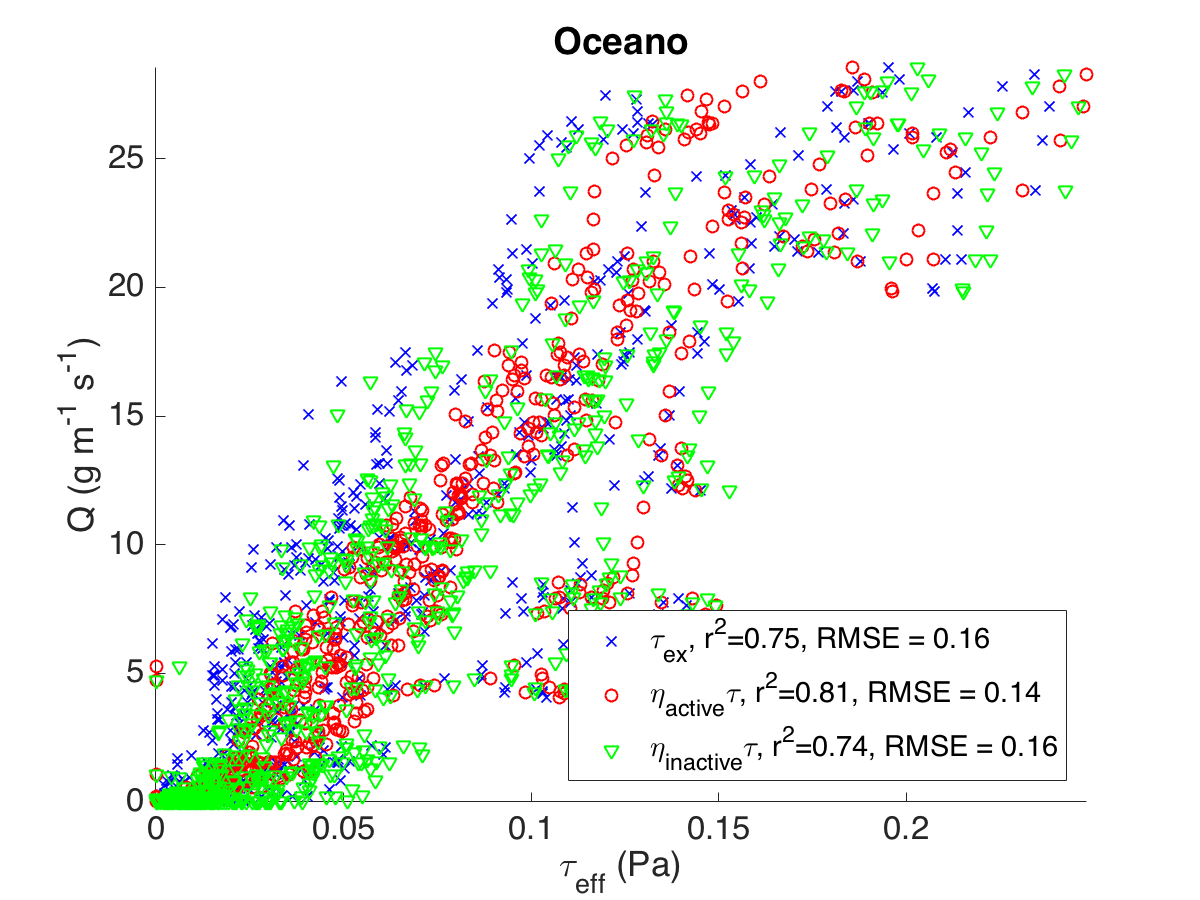 Oceano
25
20
15
10
5
0
Q (g m⁻¹ s⁻¹)
0 0.05 0.1 0.15 0.2
τ_eff (Pa)
τ_ex, r²=0.75, RMSE = 0.16
η_active τ, r²=0.81, RMSE = 0.14
η_inactive τ, r²=0.74, RMSE = 0.16